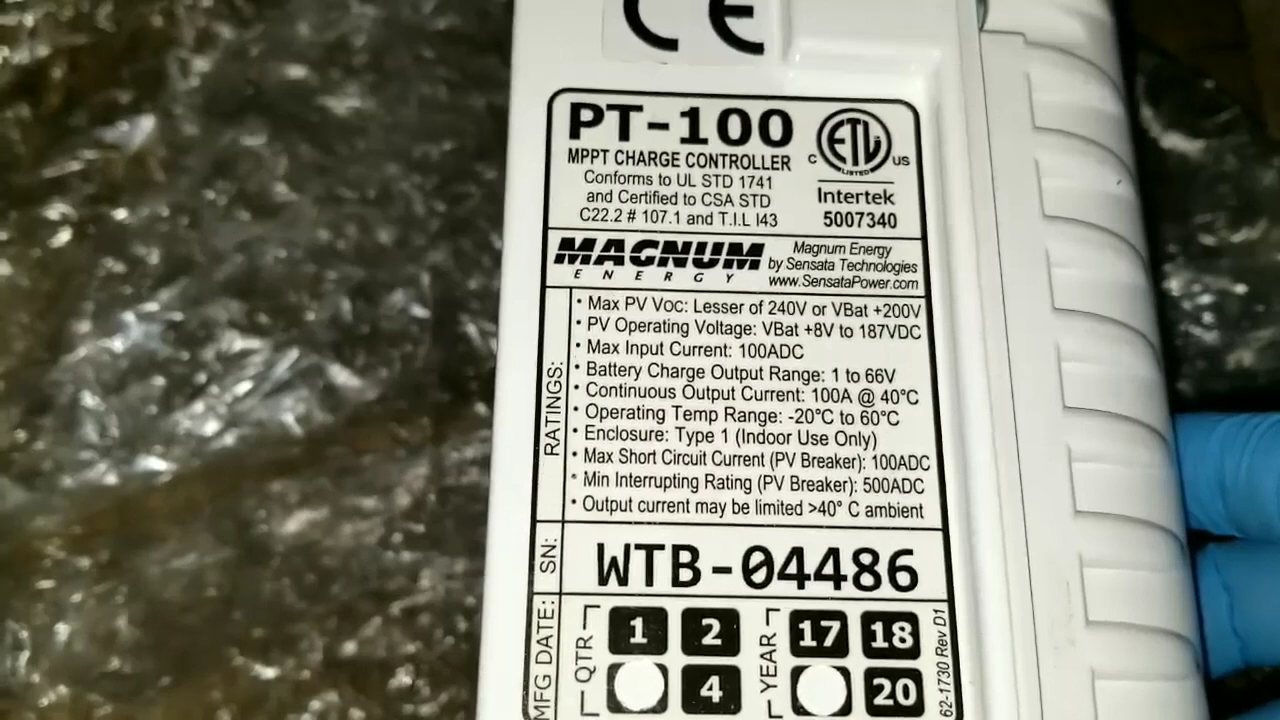 CE
PT-100
MPPT CHARGE CONTROLLER
Conforms to UL STD 1741
and Certified to CSA STD
C22.2 # 107.1 and T.I.L I43
C ETL US
LISTED
Intertek
5007340
MAGNUM
ENERGY
Magnum Energy
by Sensata Technologies
www.SensataPower.com
RATINGS:
• Max PV VOC: Lesser of 240V or VBat +200V
• PV Operating Voltage: VBat +8V to 187VDC
• Max Input Current: 100ADC
• Battery Charge Output Range: 1 to 66V
• Continuous Output Current: 100A @ 40°C
• Operating Temp Range: -20°C to 60°C
• Enclosure: Type 1 (Indoor Use Only)
• Max Short Circuit Current (PV Breaker): 100ADC
• Min Interrupting Rating (PV Breaker): 500ADC
• Output current may be limited >40° C ambient
SN:
WTB-04486
MFG DATE:
QTR
1 2
4
YEAR
17 18
20
62-1730 Rev D1